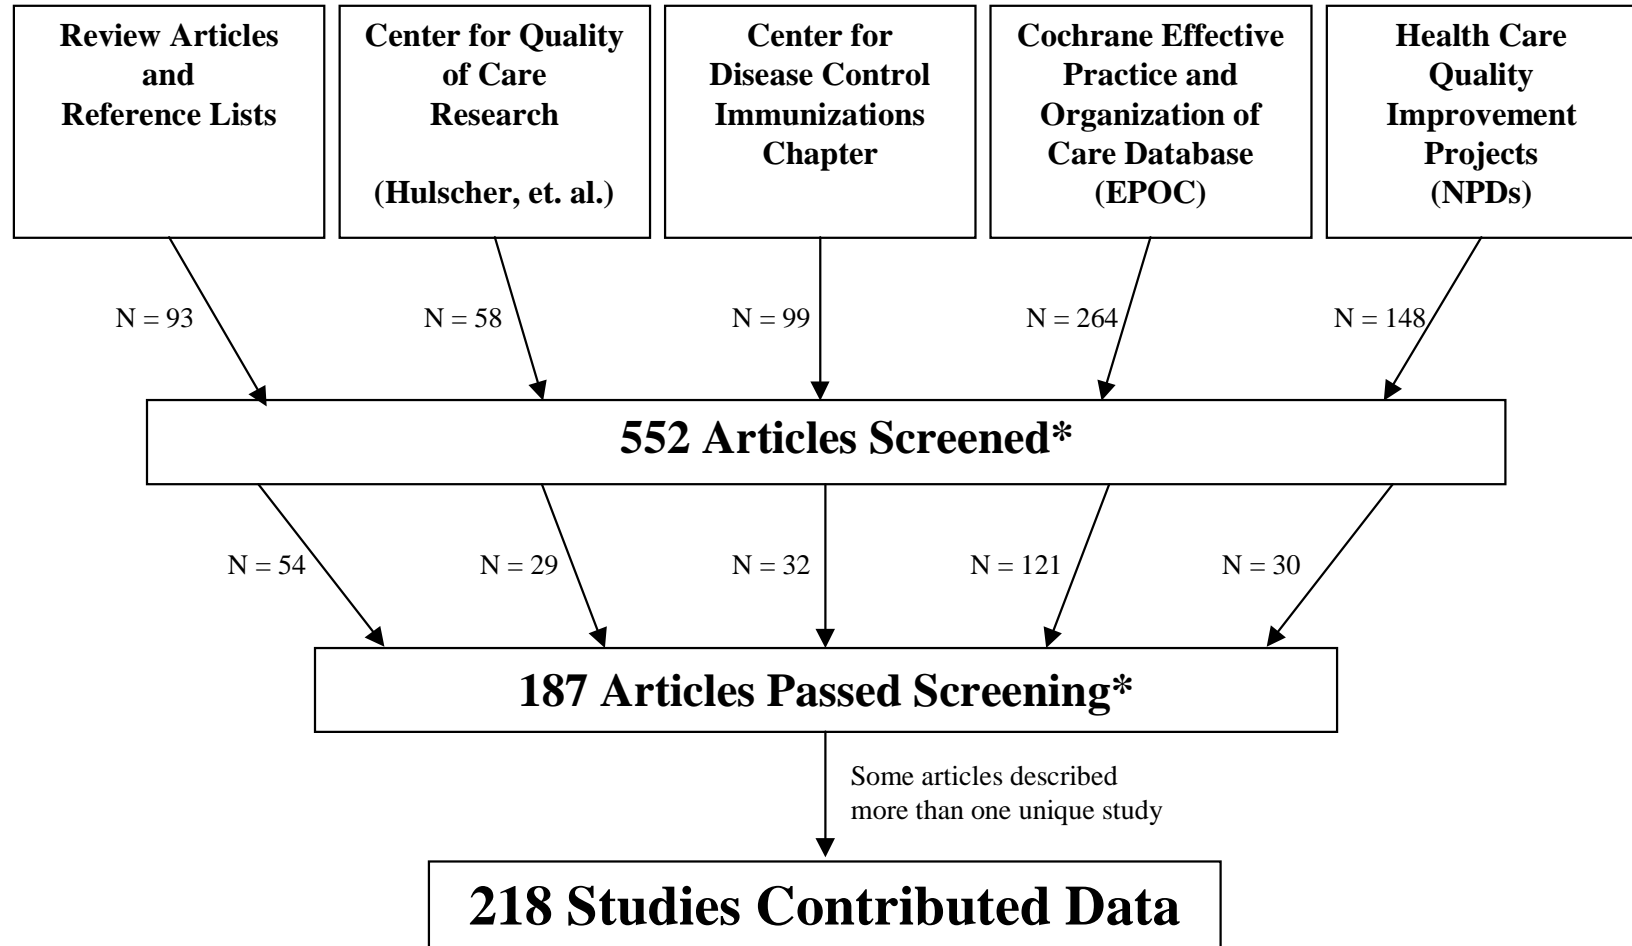 Review Articles
and
Reference Lists
Center for Quality
of Care
Research
(Hulscher, et. al.)
Center for
Disease Control
Immunizations
Chapter
Cochrane Effective
Practice and
Organization of
Care Database
(EPOC)
Health Care
Quality
Improvement
Projects
(NPDs)
N = 93
N = 58
N = 99
N = 264
N = 148
552 Articles Screened*
N = 54
N = 29
N = 32
N = 121
N = 30
187 Articles Passed Screening*
Some articles described
more than one unique study
218 Studies Contributed Data